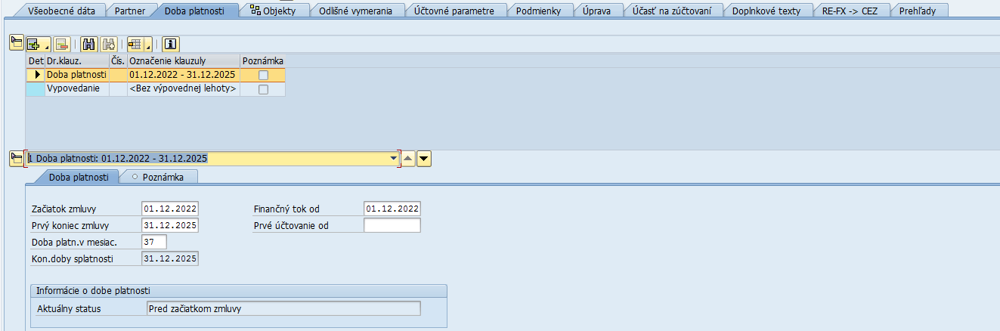 Všeobecné dáta Partner Doba platnosti Objekty Odlišné vymerania Účtovné parametre Podmienky Úprava Účasť na zúčtovaní Doplnkové texty RE-FX -> CEZ Prehľady
Det Dr.klauz. Čís. Označenie klauzuly Poznámka
Doba platnosti 01.12.2022 - 31.12.2025
Vypovedanie <Bez výpovednej lehoty>
1 Doba platnosti: 01.12.2022 - 31.12.2025
Doba platnosti Poznámka
Začiatok zmluvy 01.12.2022 Finančný tok od 01.12.2022
Prvý koniec zmluvy 31.12.2025 Prvé účtovanie od
Doba platn.v mesiac. 37
Kon.doby splatnosti 31.12.2025
Informácie o dobe platnosti
Aktuálny status Pred začiatkom zmluvy